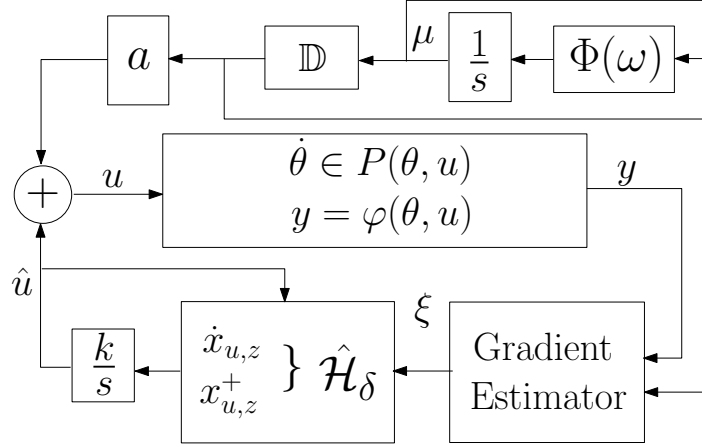 a
𝔻
μ
1/s
Φ(ω)
+
u
θ̇ ∈ P(θ, u)
y = φ(θ, u)
y
û
k/s
ẋ_{u,z}
x⁺_{u,z}
} Ĥ_δ
ξ
Gradient
Estimator